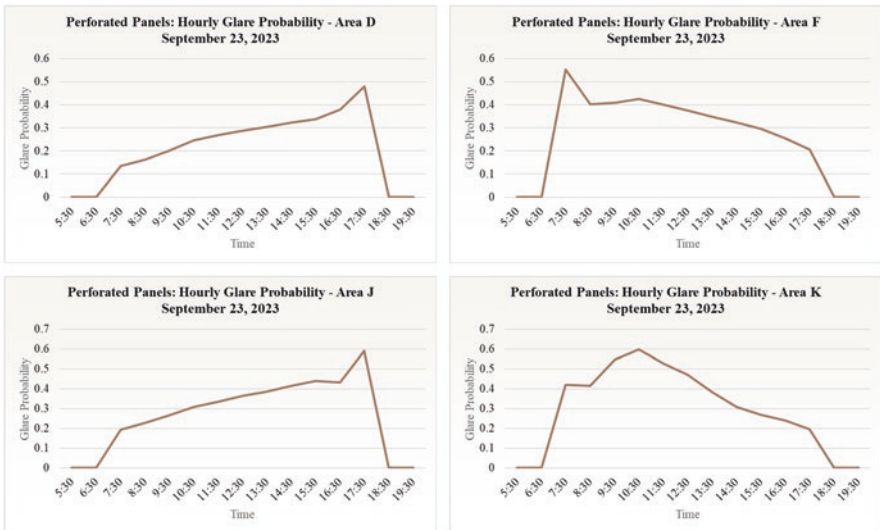 Perforated Panels: Hourly Glare Probability - Area D
September 23, 2023
0.6
0.5
0.4
0.3
0.2
0.1
0
Glare Probability
5:30 6:30 7:30 8:30 9:30 10:30 11:30 12:30 13:30 14:30 15:30 16:30 17:30 18:30 19:30
Time
Perforated Panels: Hourly Glare Probability - Area F
September 23, 2023
0.6
0.5
0.4
0.3
0.2
0.1
0
Glare Probability
5:30 6:30 7:30 8:30 9:30 10:30 11:30 12:30 13:30 14:30 15:30 16:30 17:30 18:30 19:30
Time
Perforated Panels: Hourly Glare Probability - Area J
September 23, 2023
0.7
0.6
0.5
0.4
0.3
0.2
0.1
0
Glare Probability
5:30 6:30 7:30 8:30 9:30 10:30 11:30 12:30 13:30 14:30 15:30 16:30 17:30 18:30 19:30
Time
Perforated Panels: Hourly Glare Probability - Area K
September 23, 2023
0.7
0.6
0.5
0.4
0.3
0.2
0.1
0
Glare Probability
5:30 6:30 7:30 8:30 9:30 10:30 11:30 12:30 13:30 14:30 15:30 16:30 17:30 18:30 19:30
Time